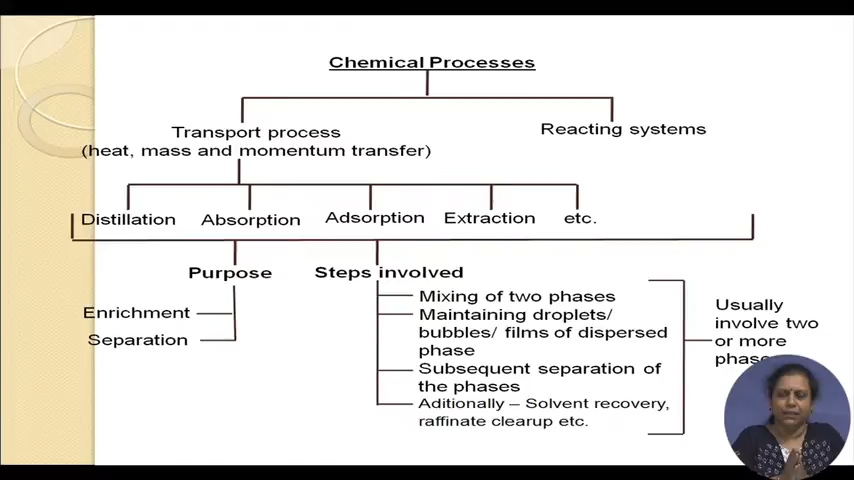 Chemical Processes
Transport process
(heat, mass and momentum transfer)
Reacting systems
Distillation
Absorption
Adsorption
Extraction
etc.
Purpose
Enrichment
Separation
Steps involved
Mixing of two phases
Maintaining droplets/
bubbles/ films of dispersed
phase
Subsequent separation of
the phases
Aditionally – Solvent recovery,
raffinate clearup etc.
Usually
involve two
or more